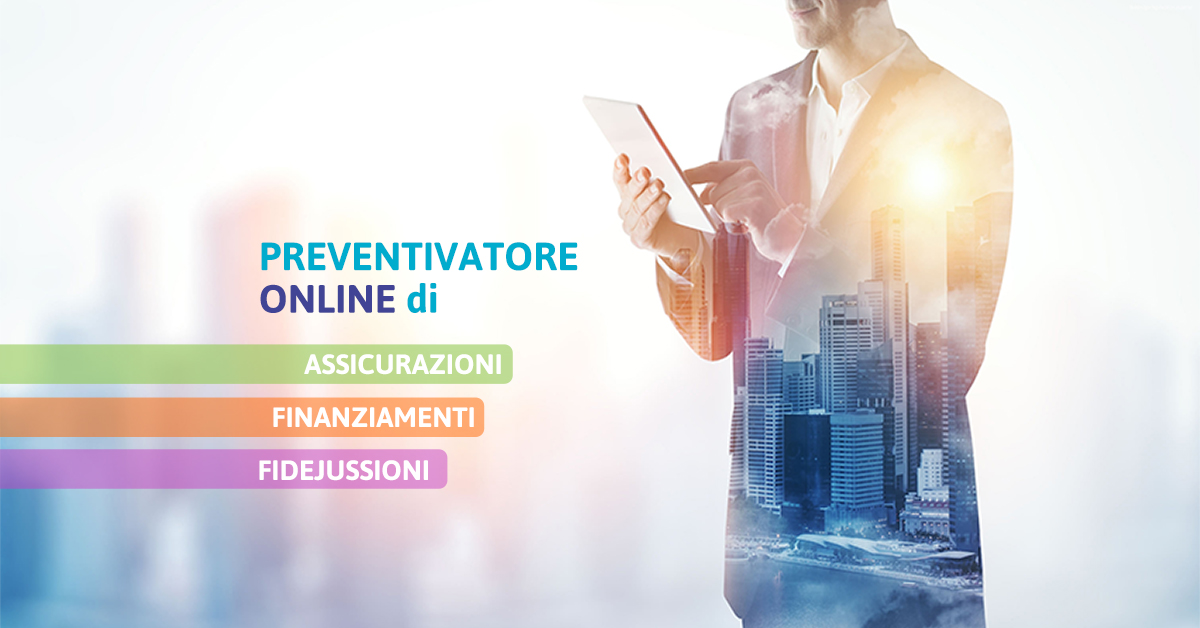 PREVENTIVATORE
ONLINE di
ASSICURAZIONI
FINANZIAMENTI
FIDEJUSSIONI